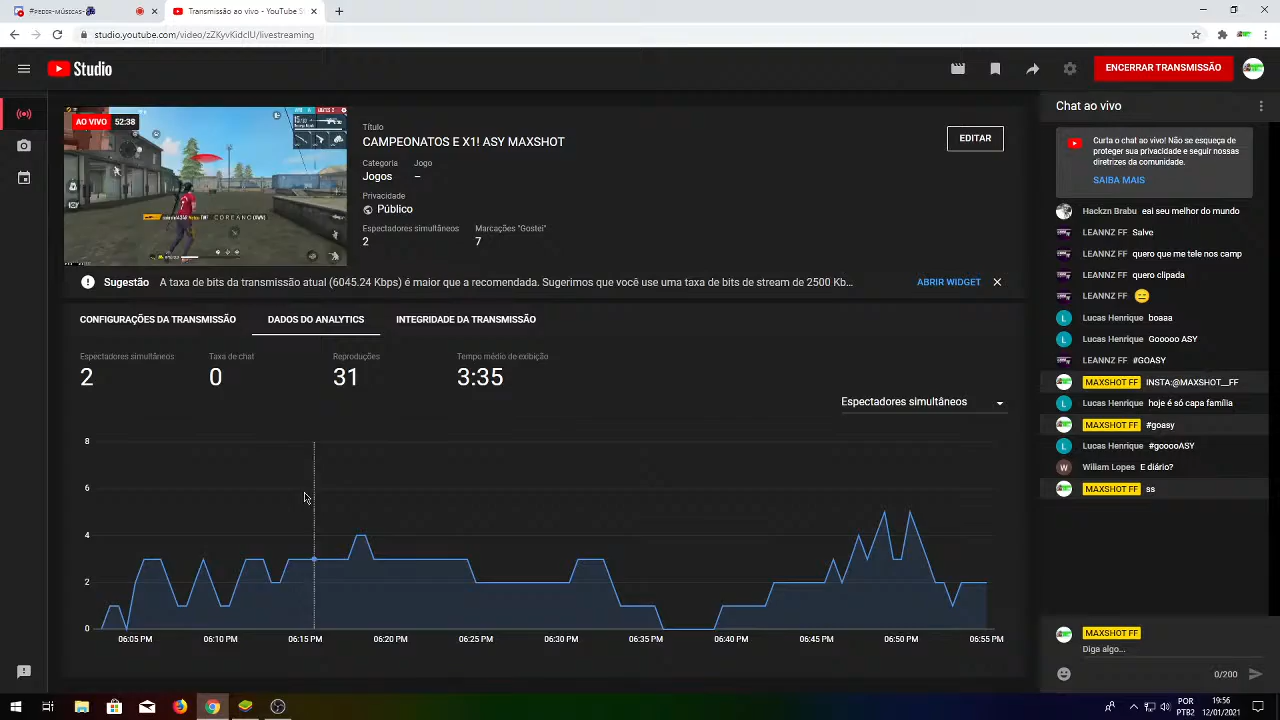 #PEDIR-MÚSICAS-
Transmissão ao vivo - YouTube S
studio.youtube.com/video/zZKyvKidcIU/livestreaming
Studio
ENCERRAR TRANSMISSÃO
AO VIVO 52:38
Título
CAMPEONATOS E X1! ASY MAXSHOT
EDITAR
Categoria Jogo
Jogos –
Privacidade
Público
Espectadores simultâneos Marcações "Gostei"
2 7
Sugestão A taxa de bits da transmissão atual (6045.24 Kbps) é maior que a recomendada. Sugerimos que você use uma taxa de bits de stream de 2500 Kb... ABRIR WIDGET
CONFIGURAÇÕES DA TRANSMISSÃO DADOS DO ANALYTICS INTEGRIDADE DA TRANSMISSÃO
Espectadores simultâneos Taxa de chat Reproduções Tempo médio de exibição
2 0 31 3:35
Espectadores simultâneos
8
6
4
2
0
06:05 PM 06:10 PM 06:15 PM 06:20 PM 06:25 PM 06:30 PM 06:35 PM 06:40 PM 06:45 PM 06:50 PM 06:55 PM
Chat ao vivo
Curta o chat ao vivo! Não se esqueça de
proteger sua privacidade e seguir nossas
diretrizes da comunidade.
SAIBA MAIS
Hackzn Brabu eai seu melhor do mundo
LEANNZ FF Salve
LEANNZ FF quero que me tele nos camp
LEANNZ FF quero clipada
LEANNZ FF 😑
Lucas Henrique boaaa
Lucas Henrique Gooooo ASY
LEANNZ FF #GOASY
MAXSHOT FF INSTA:@MAXSHOT__FF
Lucas Henrique hoje é só capa família
MAXSHOT FF #goasy
Lucas Henrique #gooooASY
Wiliam Lopes E diário?
MAXSHOT FF ss
MAXSHOT FF
Diga algo...
0/200
POR 19:56
PTB2 12/01/2021